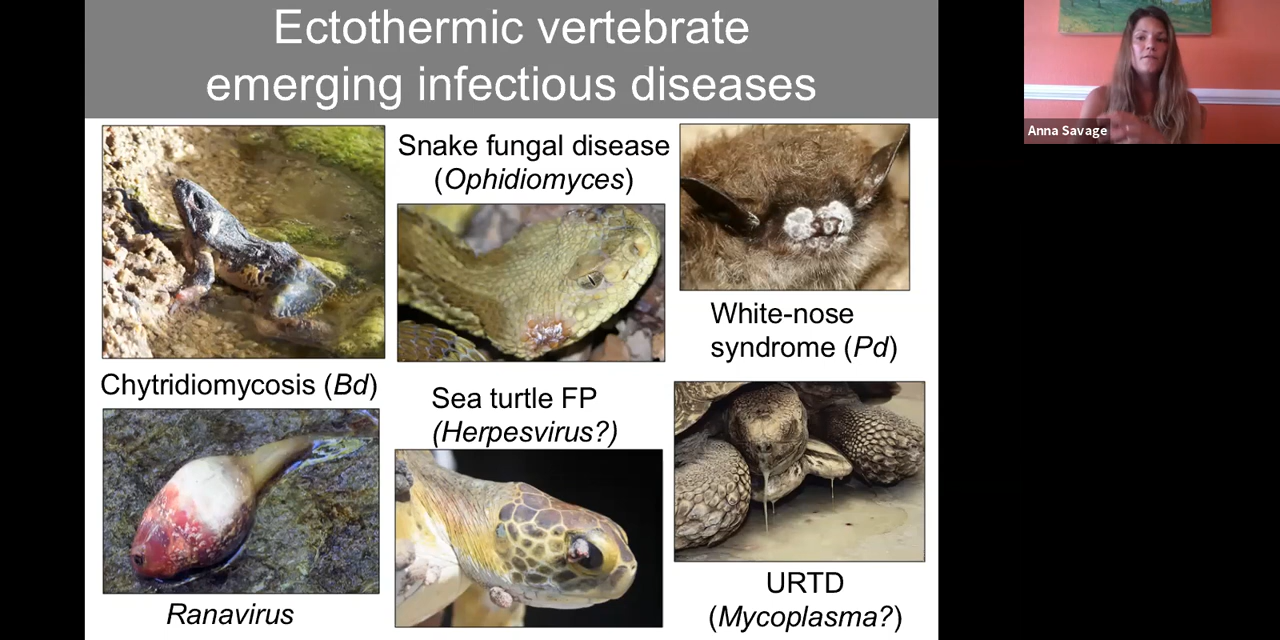 Ectothermic vertebrate
emerging infectious diseases
Chytridiomycosis (Bd)
Snake fungal disease
(Ophidiomyces)
White-nose
syndrome (Pd)
Ranavirus
Sea turtle FP
(Herpesvirus?)
URTD
(Mycoplasma?)
Anna Savage